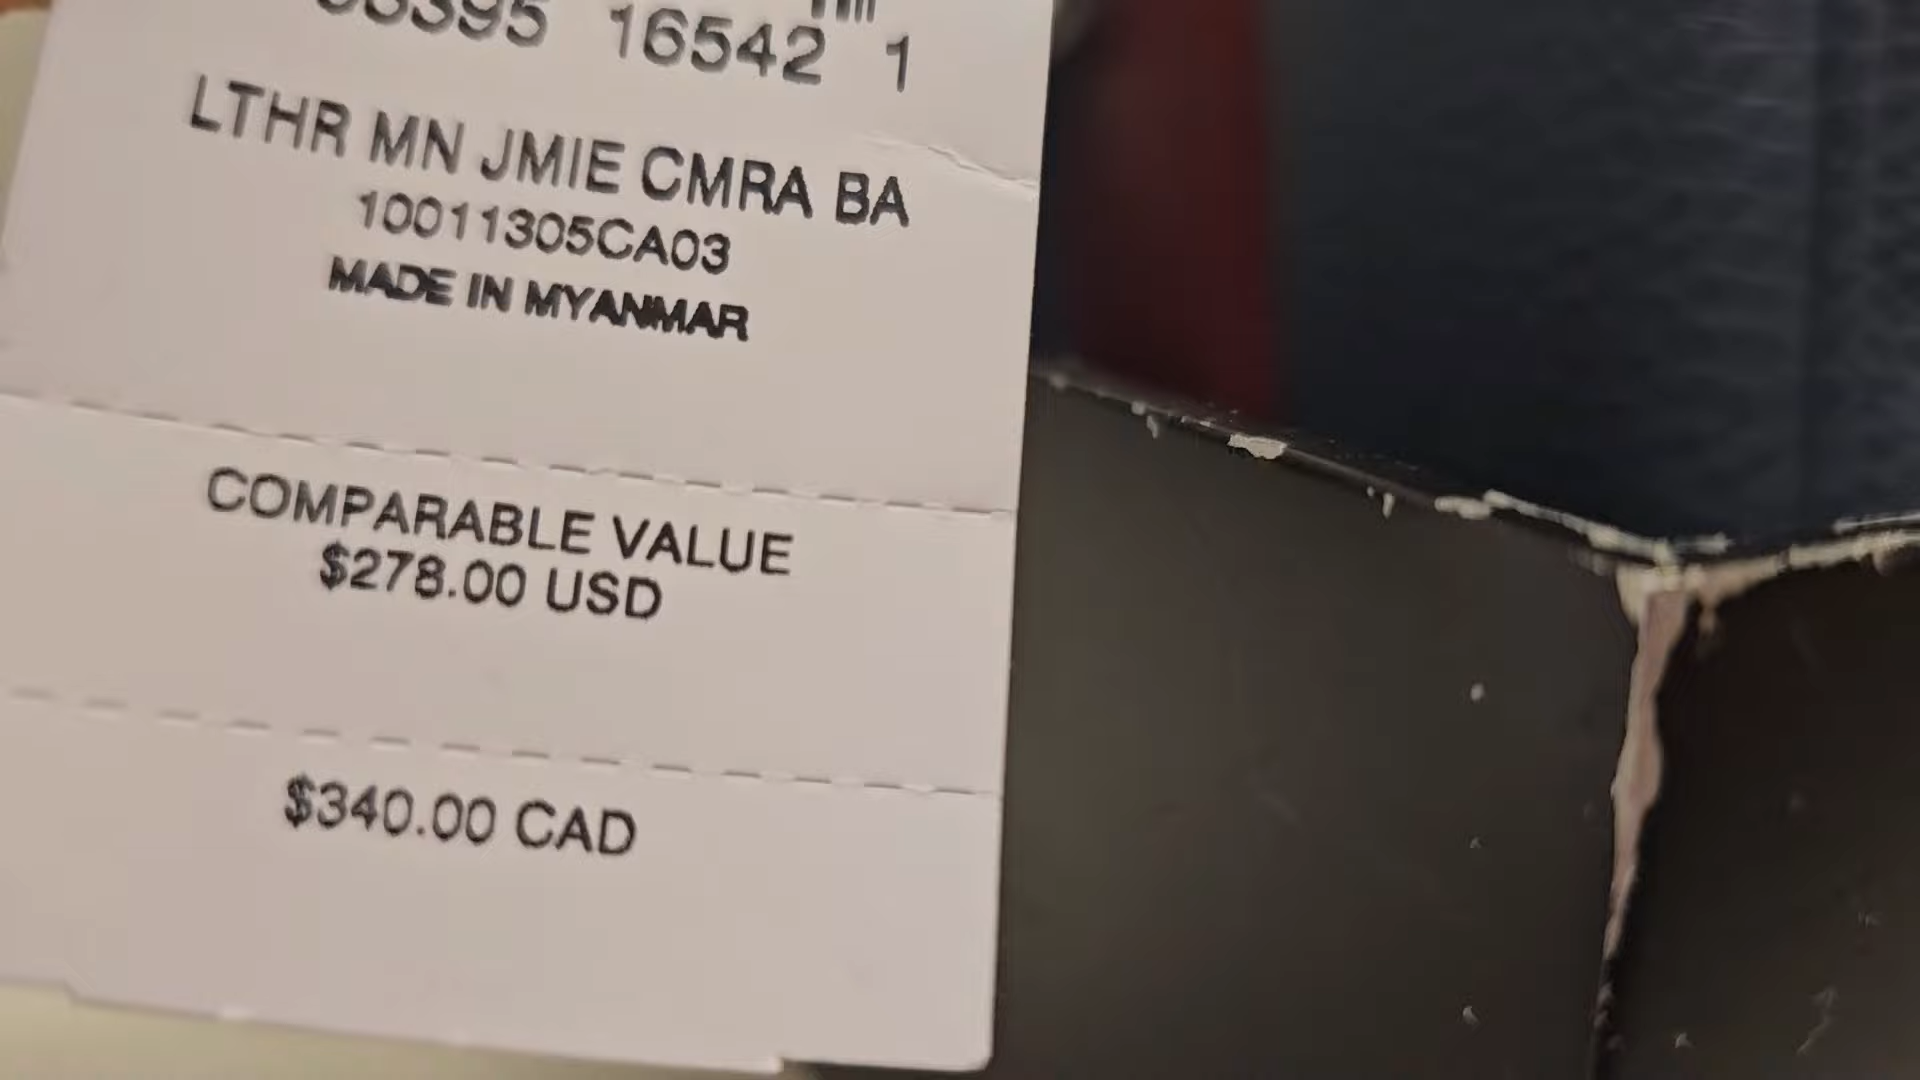 16542 1
LTHR MN JMIE CMRA BA
10011305CA03
MADE IN MYANMAR
COMPARABLE VALUE
$278.00 USD
$340.00 CAD